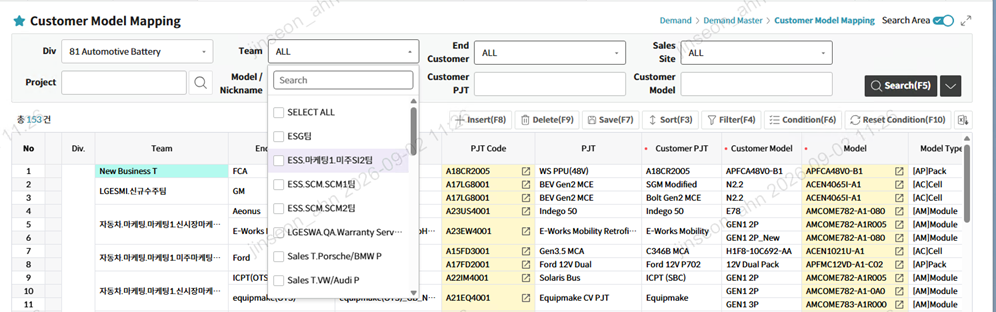 Customer Model Mapping
Demand > Demand Master > Customer Model Mapping Search Area
Div 81 Automotive Battery Team ALL End Customer ALL Sales Site ALL
Project Model / Nickname Customer PJT Customer Model Search(F5)
Search
SELECT ALL
ESG팀
ESS.마케팅1.미주SI2팀
ESS.SCM.SCM1팀
ESS.SCM.SCM2팀
LGESWA.QA Warranty Serv...
Sales T.Porsche/BMW P
Sales T.VW/Audi P
총 153 건 Insert(F8) Delete(F9) Save(F7) Sort(F3) Filter(F4) Condition(F6) Reset Condition(F10)
No Div. Team PJT Code PJT Customer PJT Customer Model Model Model Type
1 New Business T FCA A18CR2005 WS PPU(48V) A18CR2005 APFCA48V0-B1 APFCA48V0-B1 [AP]Pack
2 LGESMI.신규수주팀 GM A17LG8001 BEV Gen2 MCE SGM Modified N2.2 ACEN4065I-A1 [AC]Cell
3 A17LG8001 BEV Gen2 MCE Bolt Gen2 MCE N2.2 ACEN4065I-A1 [AC]Cell
4 자동차.마케팅.마케팅1.신시장마케... Aeonus A23US4001 Indego 50 Indego 50 E78 AMCOME782-A1-080 [AM]Module
5 E-Works A23EW4001 E-Works Mobility Retrofi... E-Works Mobility GEN1 2P AMCOME782-A1R005 [AM]Module
6 GEN1 2P_New AMCOME782-A1-080 [AM]Module
7 자동차.마케팅.마케팅1.미주마케팅... Ford A15FD3001 Gen3.5 MCA C346B MCA H1F8-10C692-AA ACEN1021U-A1 [AC]Cell
8 A17FD2001 Ford 12V Dual Ford 12V P702 12V Dual Pack APFMC12VD-A1-C02 [AP]Pack
9 자동차.마케팅.마케팅1.신시장마케... ICPT(OTS A22IM4001 Solaris Bus ICPT (SBC) GEN1 2P AMCOME782-A1R005 [AM]Module
10 equipmake(OTS)_GB_N... A21EQ4001 Equipmake CV PJT Equipmake GEN1 2P AMCOME782-A1-0A0 [AM]Module
11 GEN1 3P AMCOME783-A1R000 [AM]Module
jinseon_ahn 2026-09-02 11:26